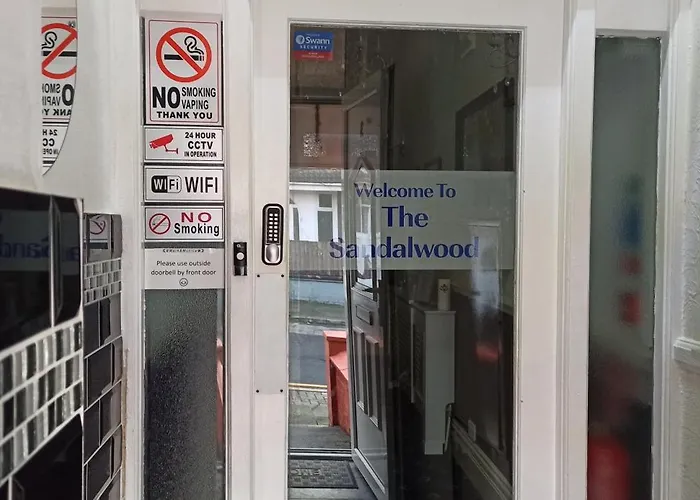 NO SMOKING
VAPING
THANK YOU
24 HOUR
CCTV
IN OPERATION
WiFi WIFI
NO
Smoking
Please use outside
doorbell by front door
Swann
SECURITY
Welcome To
The
Sandalwood